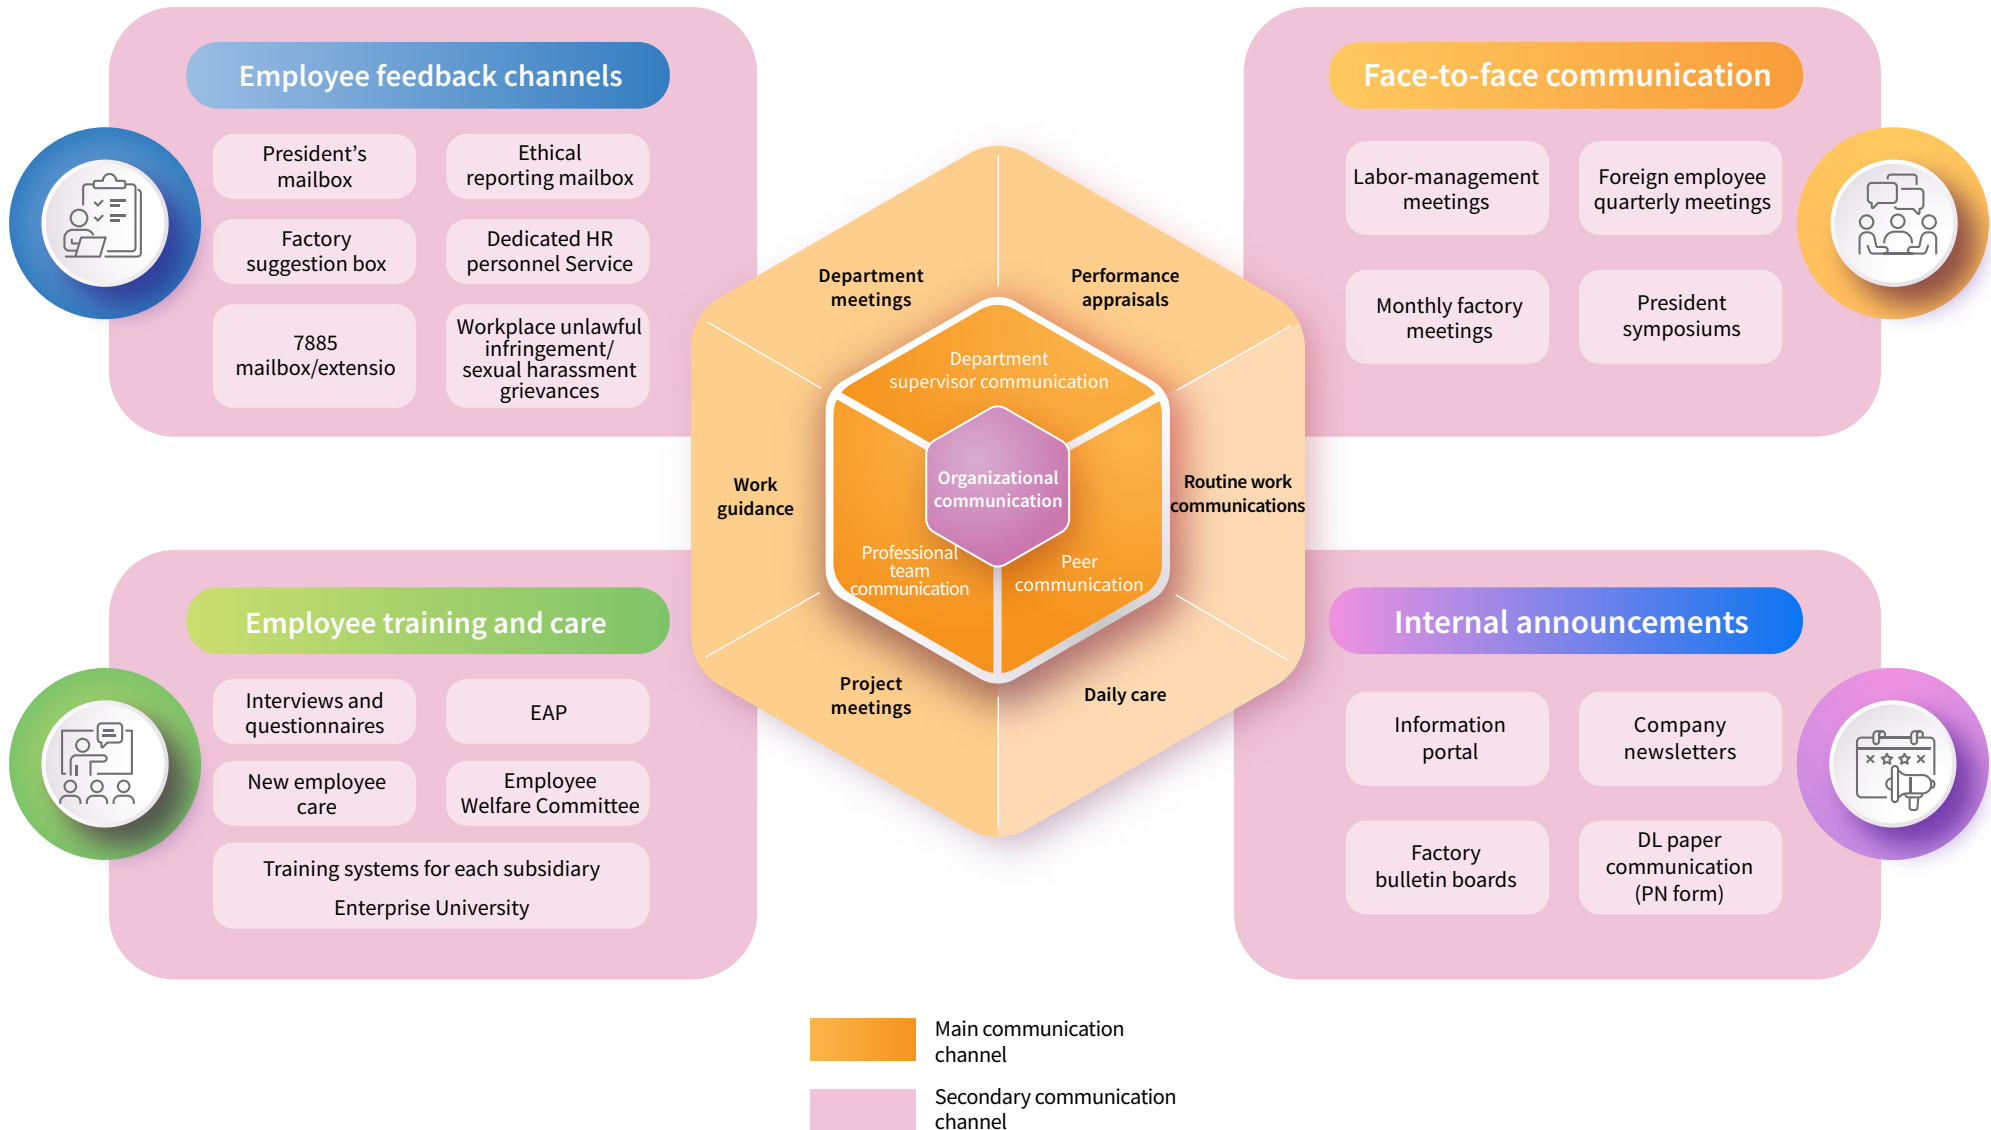 Employee feedback channels
President’s
mailbox
Ethical
reporting mailbox
Factory
suggestion box
Dedicated HR
personnel Service
7885
mailbox/extensio
Workplace unlawful
infringement/
sexual harassment
grievances
Face-to-face communication
Labor-management
meetings
Foreign employee
quarterly meetings
Monthly factory
meetings
President
symposiums
Department
meetings
Performance
appraisals
Work
guidance
Routine work
communications
Project
meetings
Daily care
Department
supervisor communication
Organizational
communication
Professional
team
communication
Peer
communication
Employee training and care
Interviews and
questionnaires
EAP
New employee
care
Employee
Welfare Committee
Training systems for each subsidiary
Enterprise University
Internal announcements
Information
portal
Company
newsletters
Factory
bulletin boards
DL paper
communication
(PN form)
Main communication
channel
Secondary communication
channel